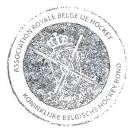 ASSOCIATION ROYALE BELGE DE HOCKEY
KONINKLIJKE BELGISCHE HOCKEY BOND